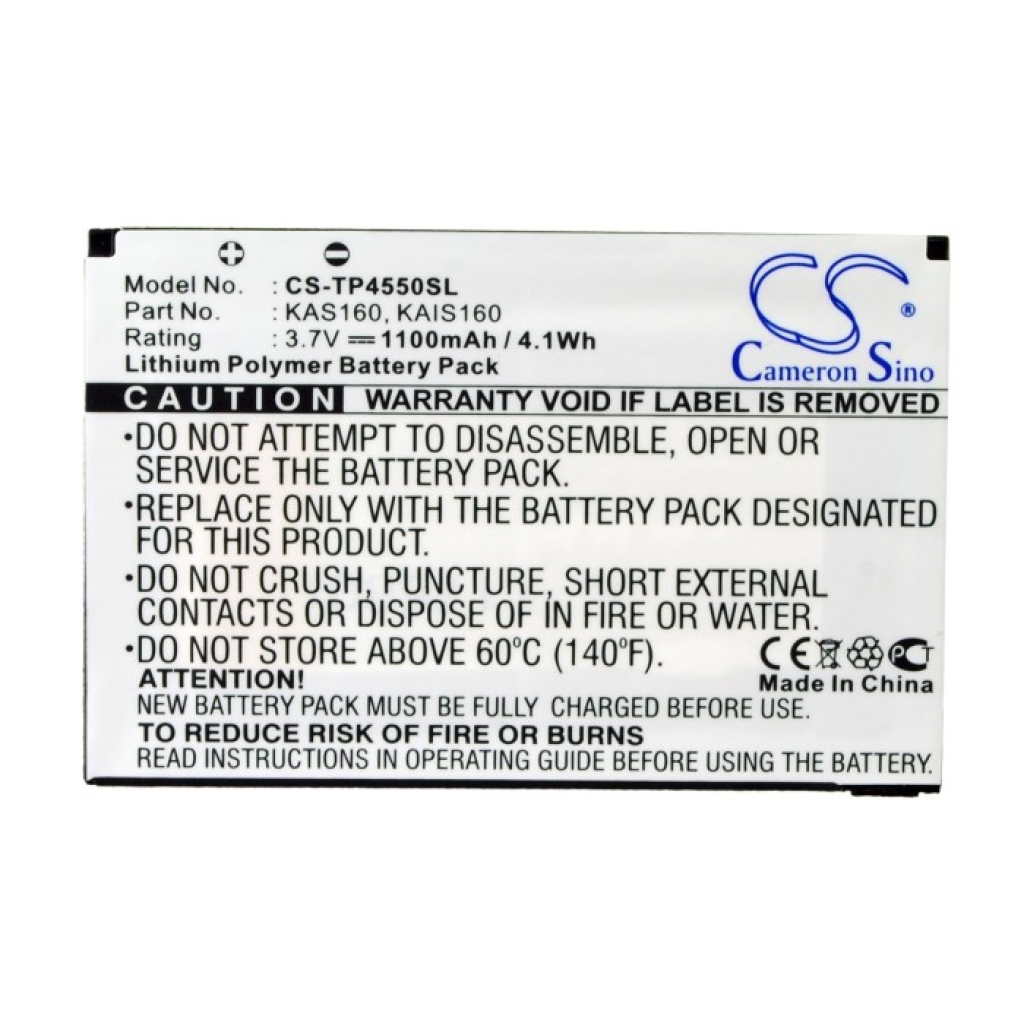 Model No. : CS-TP4550SL
Part No. : KAS160, KAIS160
Rating : 3.7V 1100mAh / 4.1Wh
Lithium Polymer Battery Pack
CS ®
Cameron Sino
CAUTION WARRANTY VOID IF LABEL IS REMOVED
•DO NOT ATTEMPT TO DISASSEMBLE, OPEN OR
SERVICE THE BATTERY PACK.
•REPLACE ONLY WITH THE BATTERY PACK DESIGNATED
FOR THIS PRODUCT.
•DO NOT CRUSH, PUNCTURE, SHORT EXTERNAL
CONTACTS OR DISPOSE OF IN FIRE OR WATER.
•DO NOT STORE ABOVE 60°C (140°F).
CE PCT
Made In China
ATTENTION!
NEW BATTERY PACK MUST BE FULLY CHARGED BEFORE USE.
TO REDUCE RISK OF FIRE OR BURNS
READ INSTRUCTIONS IN OPERATING GUIDE BEFORE USING THE BATTERY.